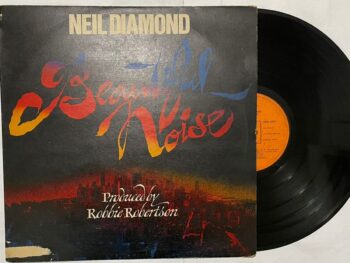 NEIL DIAMOND
Beautiful
Noise
Produced by
Robbie Robertson